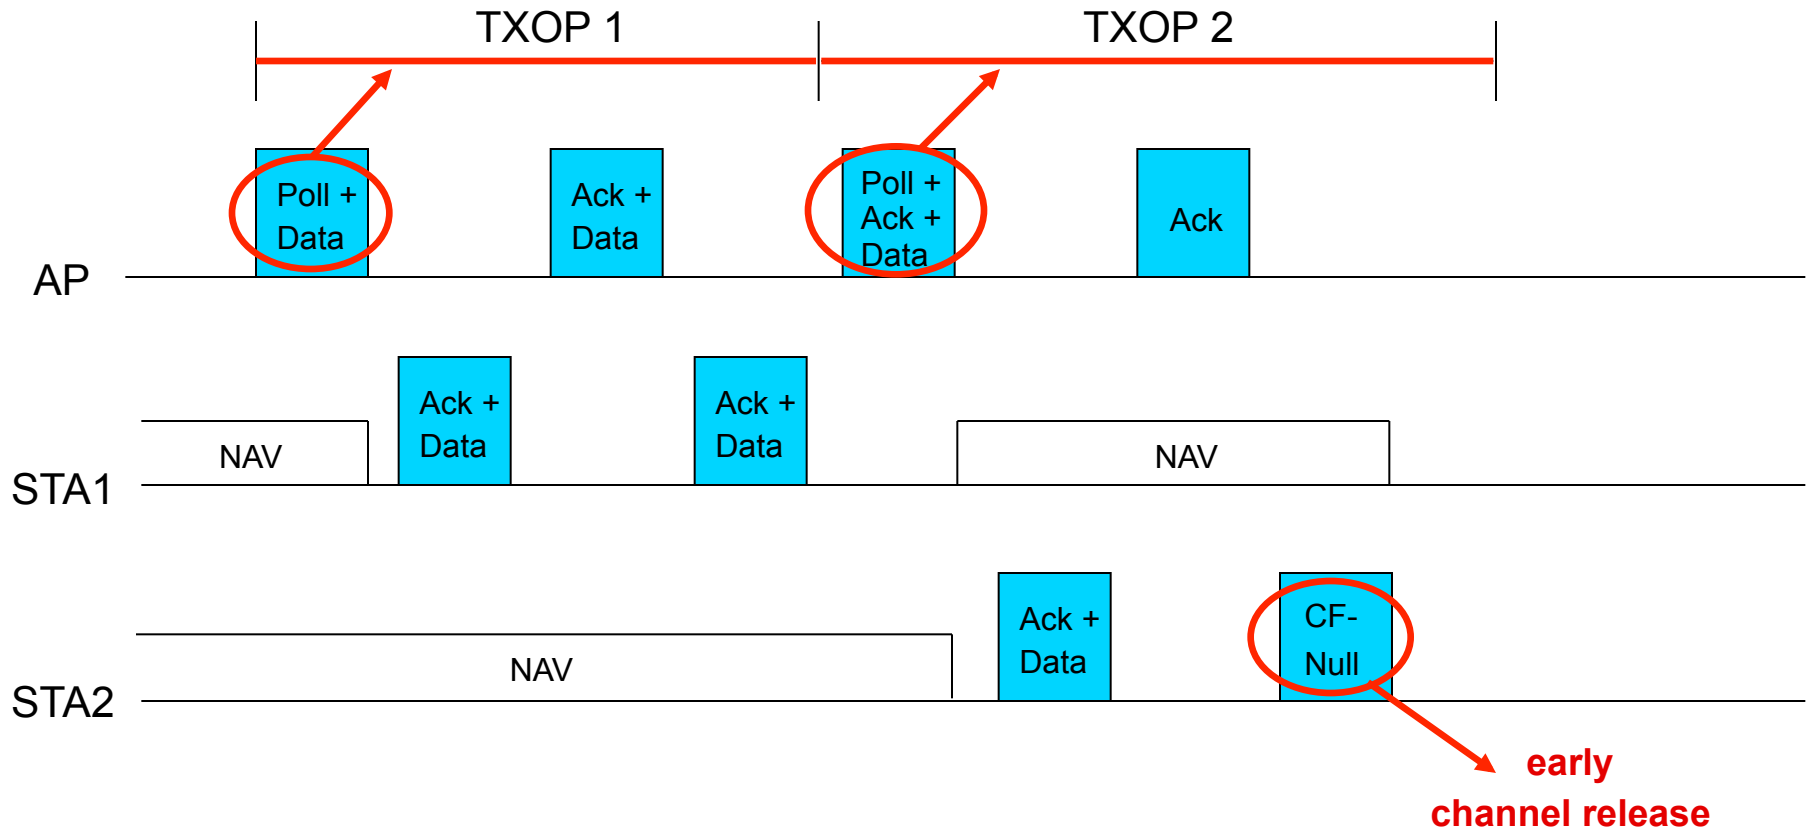 TXOP 1
TXOP 2
Poll +
Data
Ack +
Data
Poll +
Ack +
Data
Ack
AP
Ack +
Data
Ack +
Data
NAV
NAV
STA1
Ack +
Data
CF-
Null
NAV
STA2
early
channel release